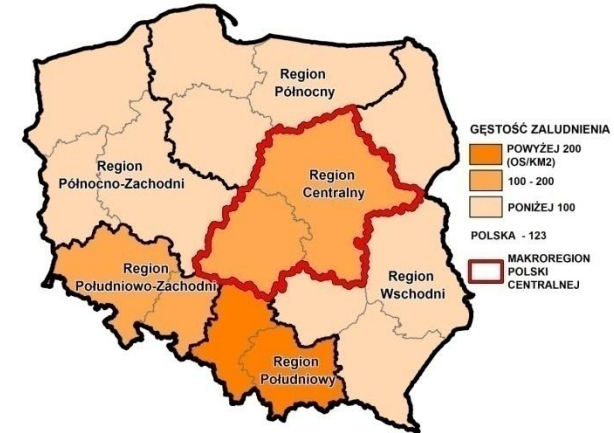 Region
Północny
Region
Północno-Zachodni
Region
Centralny
Region
Południowo-Zachodni
Region
Wschodni
Region
Południowy
GĘSTOŚĆ ZALUDNIENIA
POWYŻEJ 200
(OS/KM2)
100 - 200
PONIŻEJ 100
POLSKA - 123
MAKROREGION
POLSKI
CENTRALNEJ